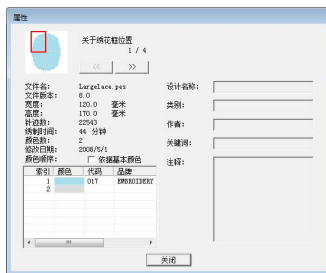 属性
关于绣花框位置
1 / 4
<< >>
文件名: Largelace.pes
文件版本: 8.0
宽度: 120.0 毫米
高度: 170.0 毫米
针迹数: 22543
绣制时间: 44 分钟
颜色数: 2
修改日期: 2008/5/1
颜色顺序: 依据基本颜色
索引 颜色 代码 品牌
1 017 EMBROIDERY
2
设计名称:
类别:
作者:
关键词:
注释:
关闭